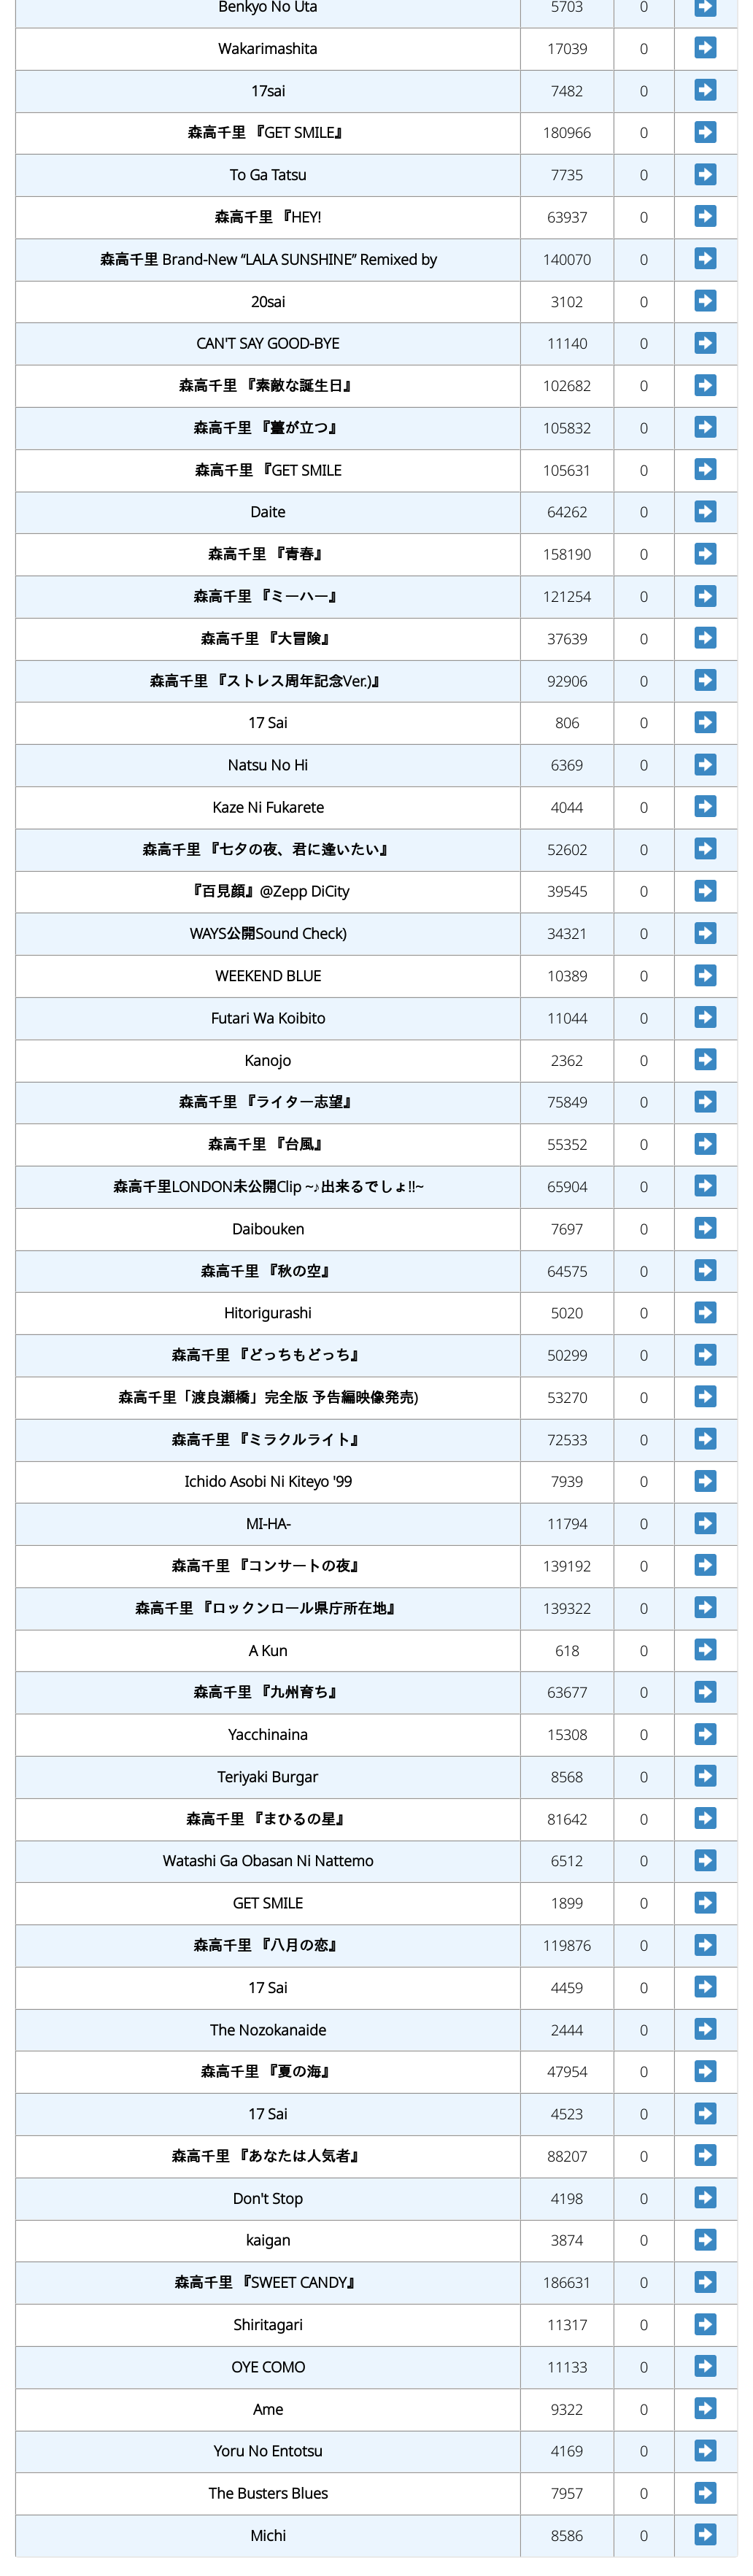 Benkyo No Uta 5703 0
Wakarimashita 17039 0
17sai 7482 0
森高千里 『GET SMILE』 180966 0
To Ga Tatsu 7735 0
森高千里 『HEY! 63937 0
森高千里 Brand-New “LALA SUNSHINE” Remixed by 140070 0
20sai 3102 0
CAN'T SAY GOOD-BYE 11140 0
森高千里 『素敵な誕生日』 102682 0
森高千里 『薹が立つ』 105832 0
森高千里 『GET SMILE 105631 0
Daite 64262 0
森高千里 『青春』 158190 0
森高千里 『ミーハー』 121254 0
森高千里 『大冒険』 37639 0
森高千里 『ストレス周年記念Ver.)』 92906 0
17 Sai 806 0
Natsu No Hi 6369 0
Kaze Ni Fukarete 4044 0
森高千里 『七夕の夜、君に逢いたい』 52602 0
『百見顔』@Zepp DiCity 39545 0
WAYS公開Sound Check) 34321 0
WEEKEND BLUE 10389 0
Futari Wa Koibito 11044 0
Kanojo 2362 0
森高千里 『ライター志望』 75849 0
森高千里 『台風』 55352 0
森高千里LONDON未公開Clip ~♪出来るでしょ!!~ 65904 0
Daibouken 7697 0
森高千里 『秋の空』 64575 0
Hitorigurashi 5020 0
森高千里 『どっちもどっち』 50299 0
森高千里「渡良瀬橋」完全版 予告編映像発売) 53270 0
森高千里 『ミラクルライト』 72533 0
Ichido Asobi Ni Kiteyo '99 7939 0
MI-HA- 11794 0
森高千里 『コンサートの夜』 139192 0
森高千里 『ロックンロール県庁所在地』 139322 0
A Kun 618 0
森高千里 『九州育ち』 63677 0
Yacchinaina 15308 0
Teriyaki Burgar 8568 0
森高千里 『まひるの星』 81642 0
Watashi Ga Obasan Ni Nattemo 6512 0
GET SMILE 1899 0
森高千里 『八月の恋』 119876 0
17 Sai 4459 0
The Nozokanaide 2444 0
森高千里 『夏の海』 47954 0
17 Sai 4523 0
森高千里 『あなたは人気者』 88207 0
Don't Stop 4198 0
kaigan 3874 0
森高千里 『SWEET CANDY』 186631 0
Shiritagari 11317 0
OYE COMO 11133 0
Ame 9322 0
Yoru No Entotsu 4169 0
The Busters Blues 7957 0
Michi 8586 0